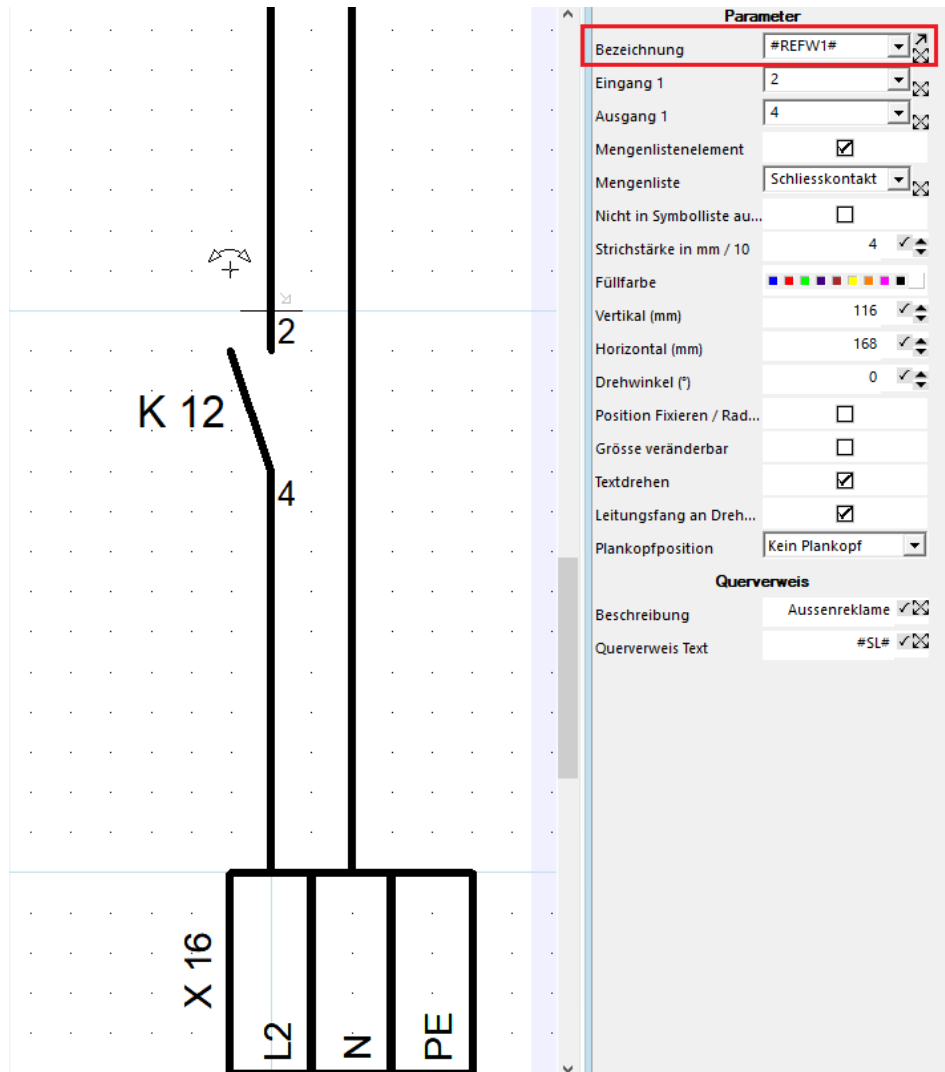 2
K 12
4
X 16
L2
N
PE
Parameter
Bezeichnung #REFW1#
Eingang 1 2
Ausgang 1 4
Mengenlistenelement
Mengenliste Schliesskontakt
Nicht in Symbolliste au...
Strichstärke in mm / 10 4
Füllfarbe
Vertikal (mm) 116
Horizontal (mm) 168
Drehwinkel (°) 0
Position Fixieren / Rad...
Grösse veränderbar
Textdrehen
Leitungsfang an Dreh...
Plankopfposition Kein Plankopf
Querverweis
Beschreibung Aussenreklame
Querverweis Text #SL#